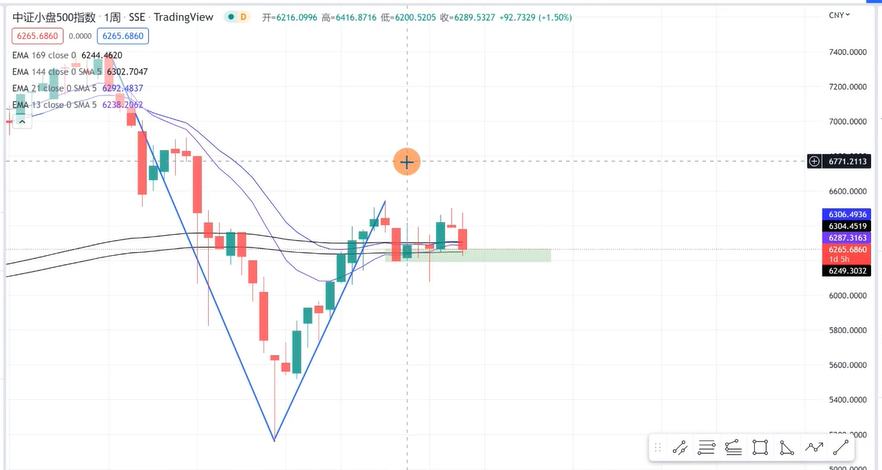 中证小盘500指数 · 1周 · SSE · TradingView D 开=6216.0996 高=6416.8716 低=6200.5205 收=6289.5327 +92.7329 (+1.50%) CNY
6265.6860 0.0000 6265.6860
EMA 169 close 0 6244.4620
EMA 144 close 0 SMA 5 6302.7047
EMA 21 close 0 SMA 5 6292.4837
EMA 13 close 0 SMA 5 6238.2062
7400.0000
7200.0000
7000.0000
6771.2113
6600.0000
6306.4936
6304.4519
6287.3163
6265.6860
1d 5h
6249.3032
6000.0000
5800.0000
5600.0000
5400.0000